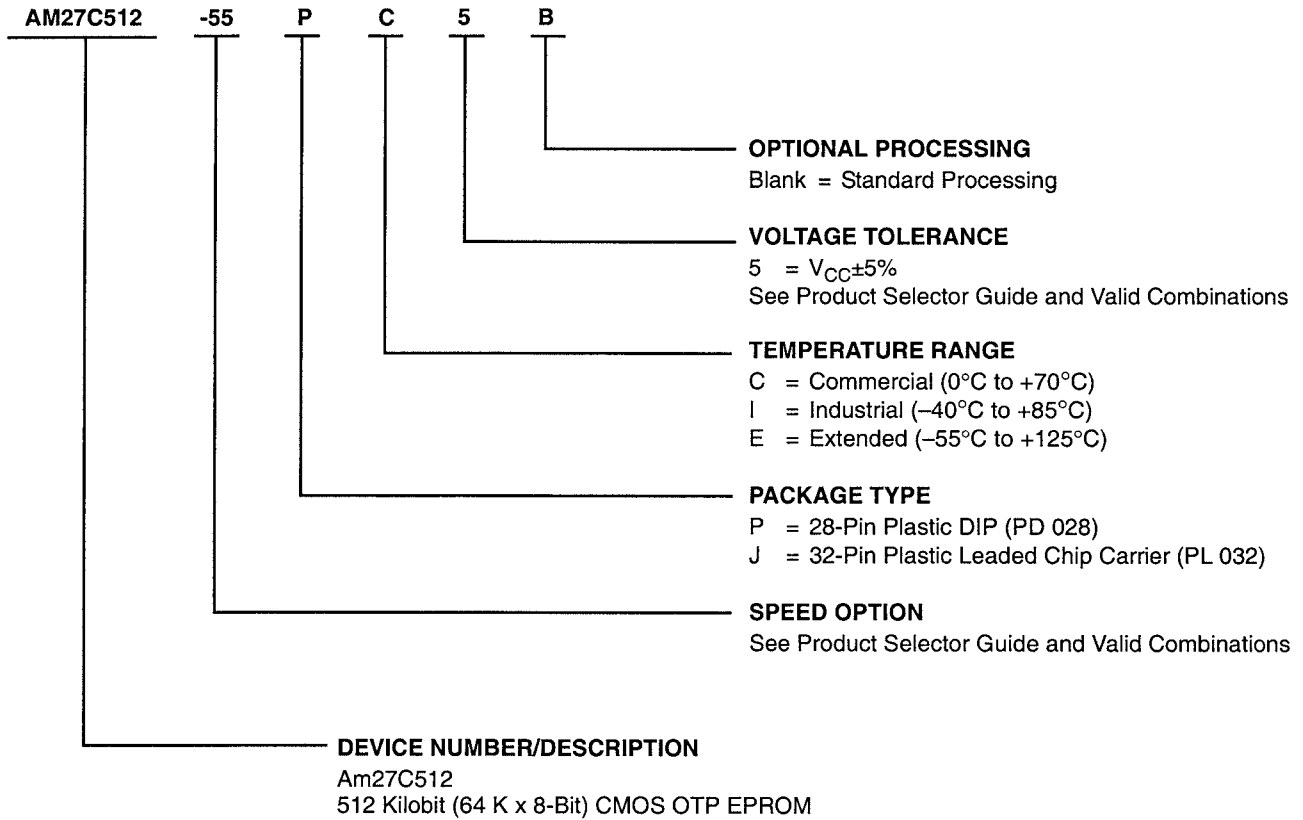 AM27C512 -55 P C 5 B
OPTIONAL PROCESSING
Blank = Standard Processing
VOLTAGE TOLERANCE
5 = VCC±5%
See Product Selector Guide and Valid Combinations
TEMPERATURE RANGE
C = Commercial (0°C to +70°C)
I = Industrial (–40°C to +85°C)
E = Extended (–55°C to +125°C)
PACKAGE TYPE
P = 28-Pin Plastic DIP (PD 028)
J = 32-Pin Plastic Leaded Chip Carrier (PL 032)
SPEED OPTION
See Product Selector Guide and Valid Combinations
DEVICE NUMBER/DESCRIPTION
Am27C512
512 Kilobit (64 K x 8-Bit) CMOS OTP EPROM